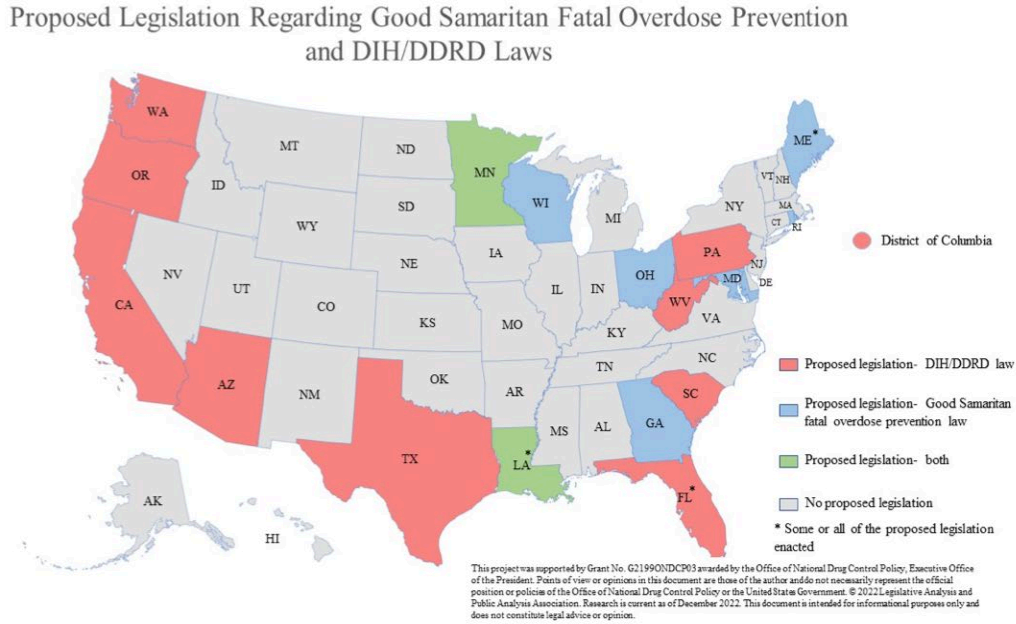 Proposed Legislation Regarding Good Samaritan Fatal Overdose Prevention
and DIH/DDRD Laws
WA
OR
CA
NV
ID
MT
WY
UT
AZ
CO
NM
ND
SD
NE
KS
OK
TX
MN
IA
MO
AR
LA*
WI
IL
MI
IN
OH
KY
TN
MS
AL
GA
FL*
SC
NC
VA
WV
PA
NY
MD
DE
NJ
CT
RI
MA
VT
NH
ME*
AK
HI
District of Columbia
Proposed legislation- DIH/DDRD law
Proposed legislation- Good Samaritan
fatal overdose prevention law
Proposed legislation- both
No proposed legislation
* Some or all of the proposed legislation
enacted
This project was supported by Grant No. G2199ONDCP03 awarded by the Office of National Drug Control Policy, Executive Office
of the President. Points of view or opinions in this document are those of the author and do not necessarily represent the official
position or policies of the Office of National Drug Control Policy or the United States Government. © 2022 Legislative Analysis and
Public Analysis Association. Research is current as of December 2022. This document is intended for informational purposes only and
does not constitute legal advice or opinion.